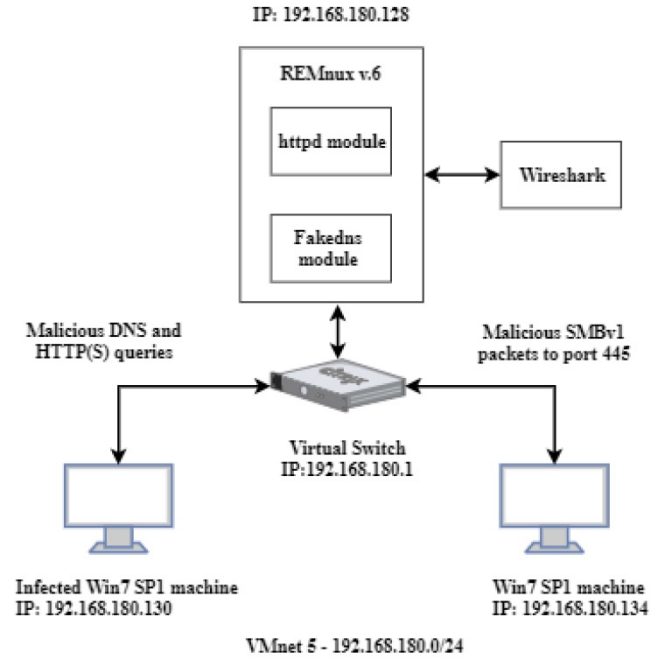 IP: 192.168.180.128
REMnux v.6
httpd module
Wireshark
Fakedns
module
Malicious DNS and
HTTP(S) queries
Malicious SMBv1
packets to port 445
citrix
Virtual Switch
IP:192.168.180.1
Infected Win7 SP1 machine
IP: 192.168.180.130
Win7 SP1 machine
IP: 192.168.180.134
VMnet 5 - 192.168.180.0/24